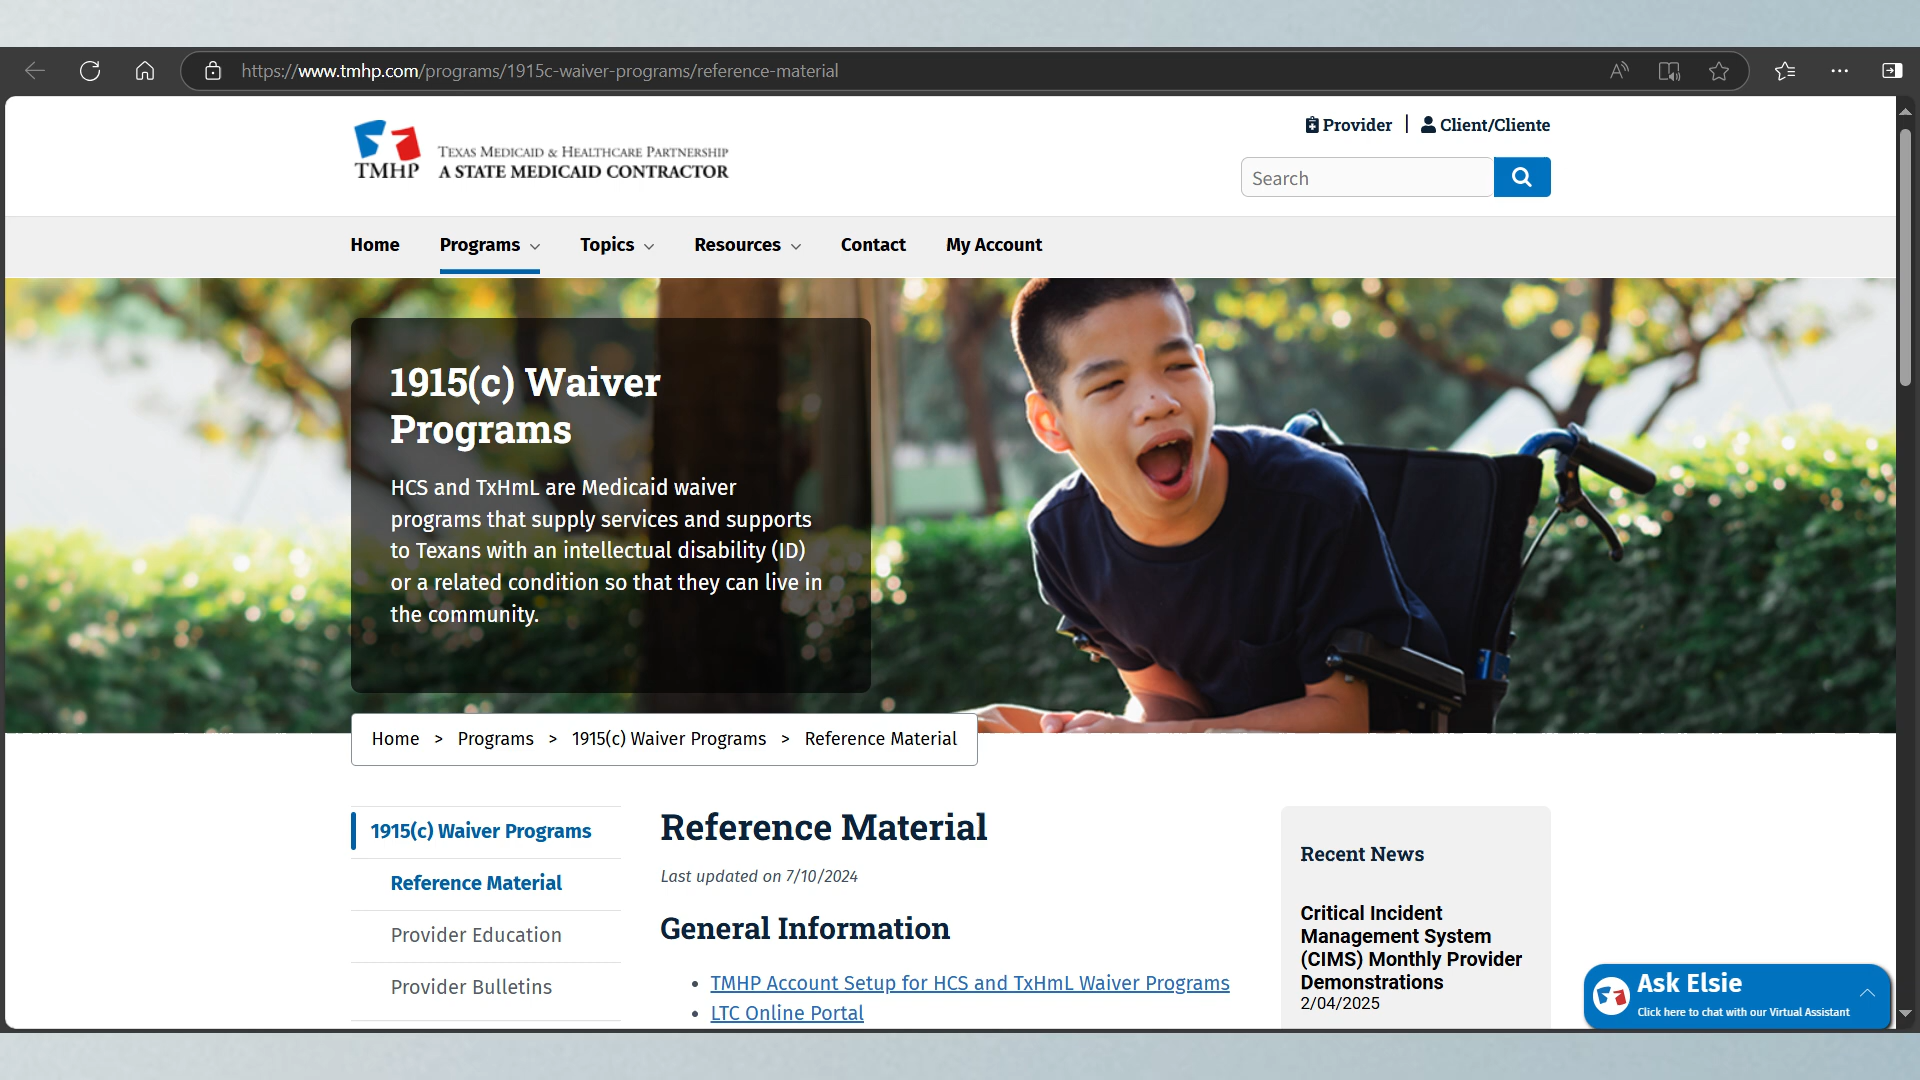 https://www.tmhp.com/programs/1915c-waiver-programs/reference-material
Provider | Client/Cliente
TMHP
TEXAS MEDICAID & HEALTHCARE PARTNERSHIP
A STATE MEDICAID CONTRACTOR
Search
Home Programs Topics Resources Contact My Account
1915(c) Waiver
Programs
HCS and TxHmL are Medicaid waiver
programs that supply services and supports
to Texans with an intellectual disability (ID)
or a related condition so that they can live in
the community.
Home > Programs > 1915(c) Waiver Programs > Reference Material
1915(c) Waiver Programs
Reference Material
Provider Education
Provider Bulletins
Reference Material
Last updated on 7/10/2024
General Information
• TMHP Account Setup for HCS and TxHmL Waiver Programs
• LTC Online Portal
Recent News
Critical Incident
Management System
(CIMS) Monthly Provider
Demonstrations
2/04/2025
Ask Elsie
Click here to chat with our Virtual Assistant